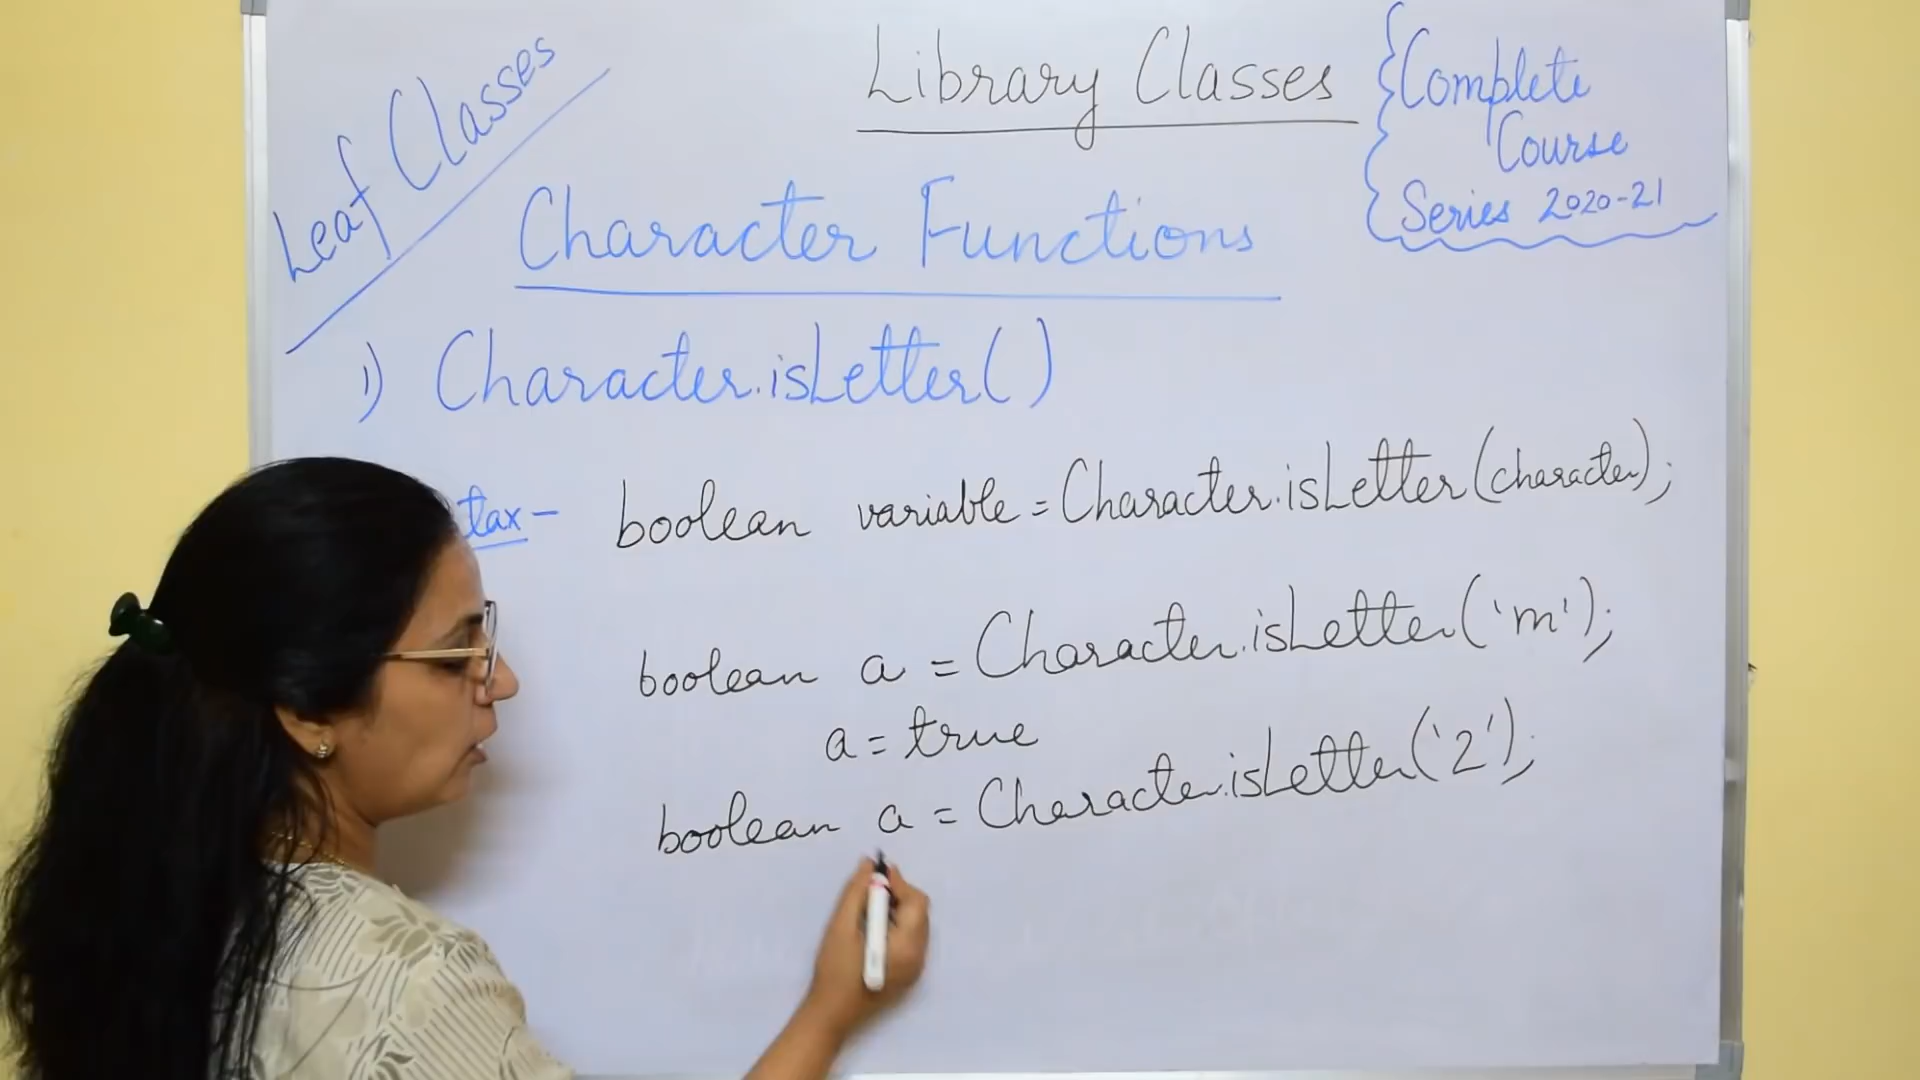 Leaf Classes
Library Classes
Complete
Course
Series 2020-21
Character Functions
1) Character.isLetter()
tax - boolean variable = Character.isLetter(character);
boolean a = Character.isLetter('m');
a = true
boolean a = Character.isLetter('2');